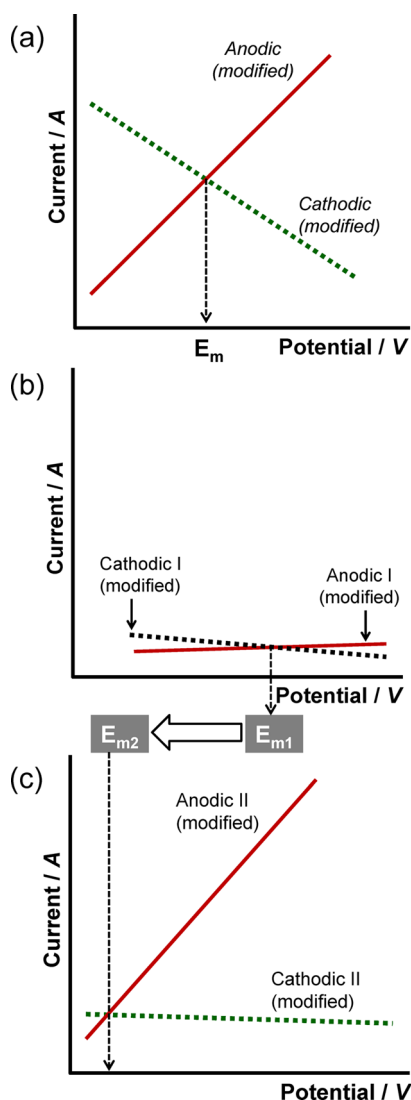 (a)
Anodic
(modified)
Cathodic
(modified)
Current / A
Em
Potential / V
(b)
Current / A
Cathodic I
(modified)
Anodic I
(modified)
Potential / V
Em2
Em1
(c)
Anodic II
(modified)
Current / A
Cathodic II
(modified)
Potential / V